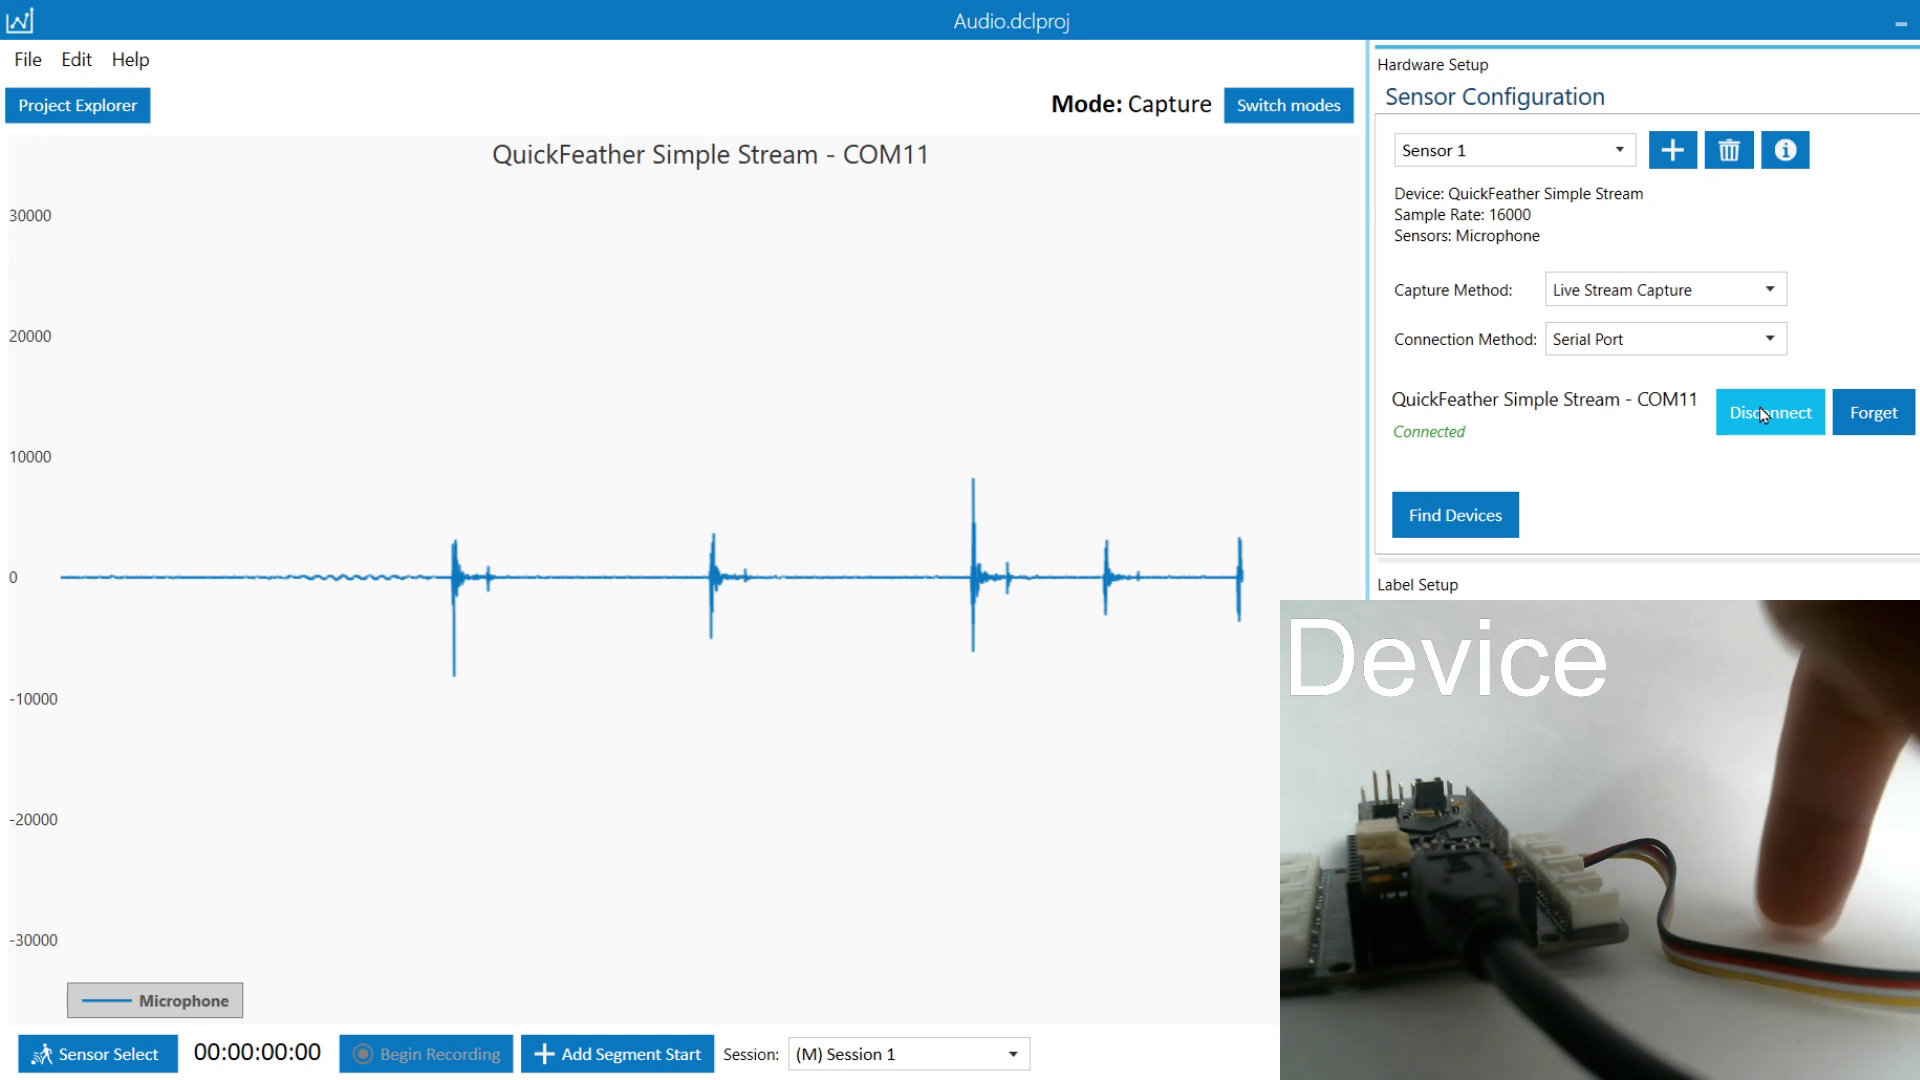 Audio.dclproj
File Edit Help
Project Explorer
Mode: Capture Switch modes
QuickFeather Simple Stream - COM11
30000
20000
10000
0
-10000
-20000
-30000
Microphone
Sensor Select 00:00:00:00 Begin Recording Add Segment Start Session: (M) Session 1
Hardware Setup
Sensor Configuration
Sensor 1
Device: QuickFeather Simple Stream
Sample Rate: 16000
Sensors: Microphone
Capture Method: Live Stream Capture
Connection Method: Serial Port
QuickFeather Simple Stream - COM11 Disconnect Forget
Connected
Find Devices
Label Setup
Device